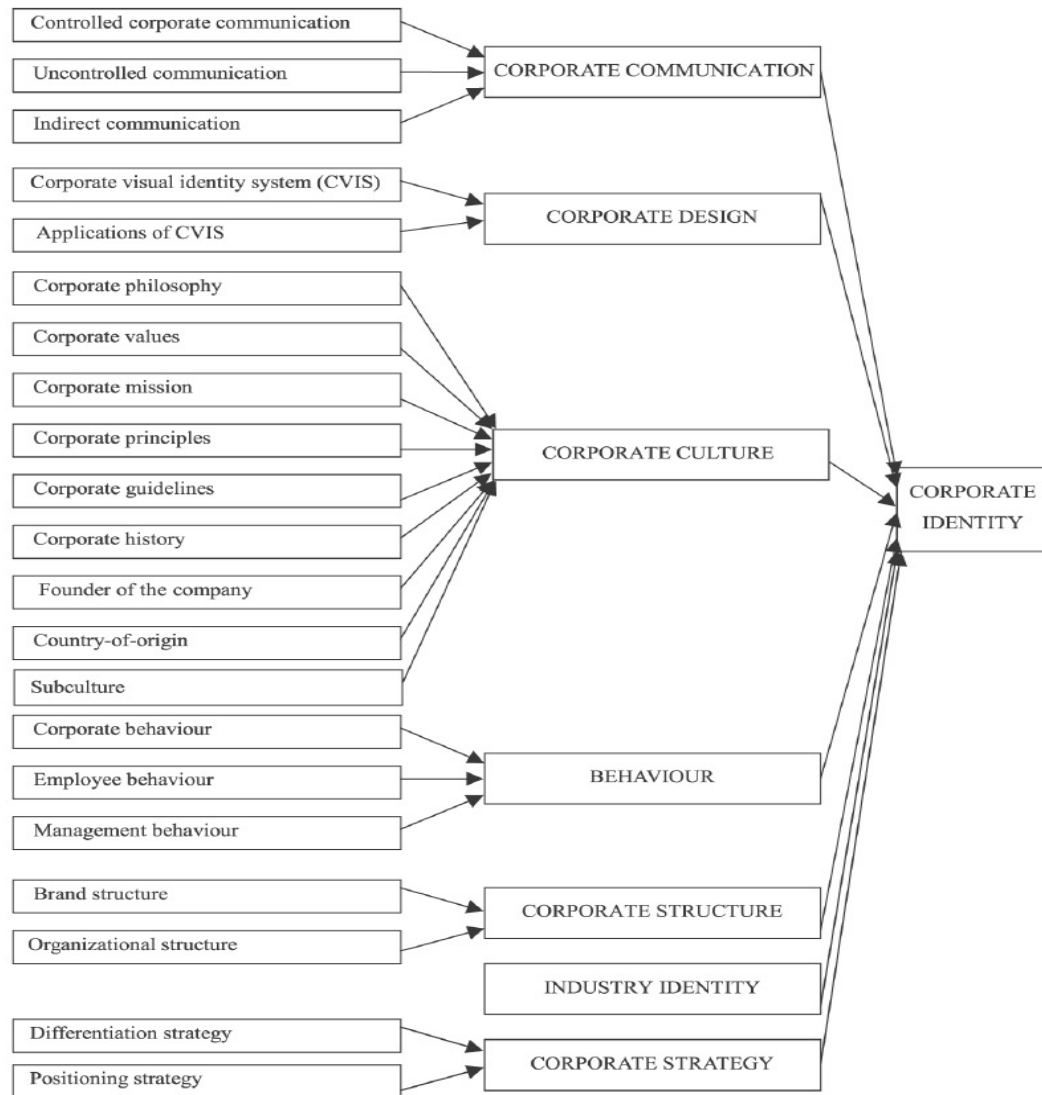 Controlled corporate communication
Uncontrolled communication
Indirect communication
CORPORATE COMMUNICATION
Corporate visual identity system (CVIS)
Applications of CVIS
CORPORATE DESIGN
Corporate philosophy
Corporate values
Corporate mission
Corporate principles
Corporate guidelines
Corporate history
Founder of the company
Country-of-origin
Subculture
CORPORATE CULTURE
Corporate behaviour
Employee behaviour
Management behaviour
BEHAVIOUR
Brand structure
Organizational structure
CORPORATE STRUCTURE
INDUSTRY IDENTITY
Differentiation strategy
Positioning strategy
CORPORATE STRATEGY
CORPORATE
IDENTITY